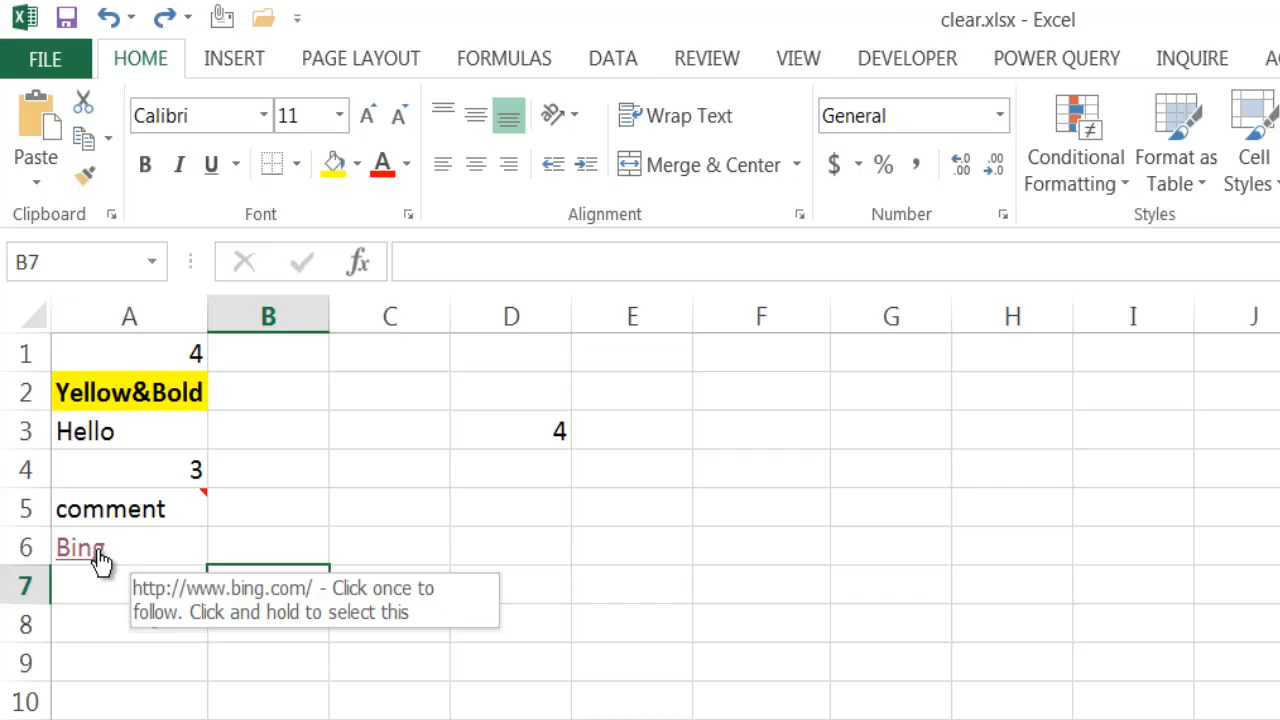 clear.xlsx - Excel
FILE HOME INSERT PAGE LAYOUT FORMULAS DATA REVIEW VIEW DEVELOPER POWER QUERY INQUIRE
Calibri 11 Wrap Text General
Paste B I U A Merge & Center $ % , Conditional Formatting Format as Table Cell Styles
Clipboard Font Alignment Number Styles
B7 fx
A B C D E F G H I J
1 4
2 Yellow&Bold
3 Hello 4
4 3
5 comment
6 Bing
7 http://www.bing.com/ - Click once to
follow. Click and hold to select this
8
9
10